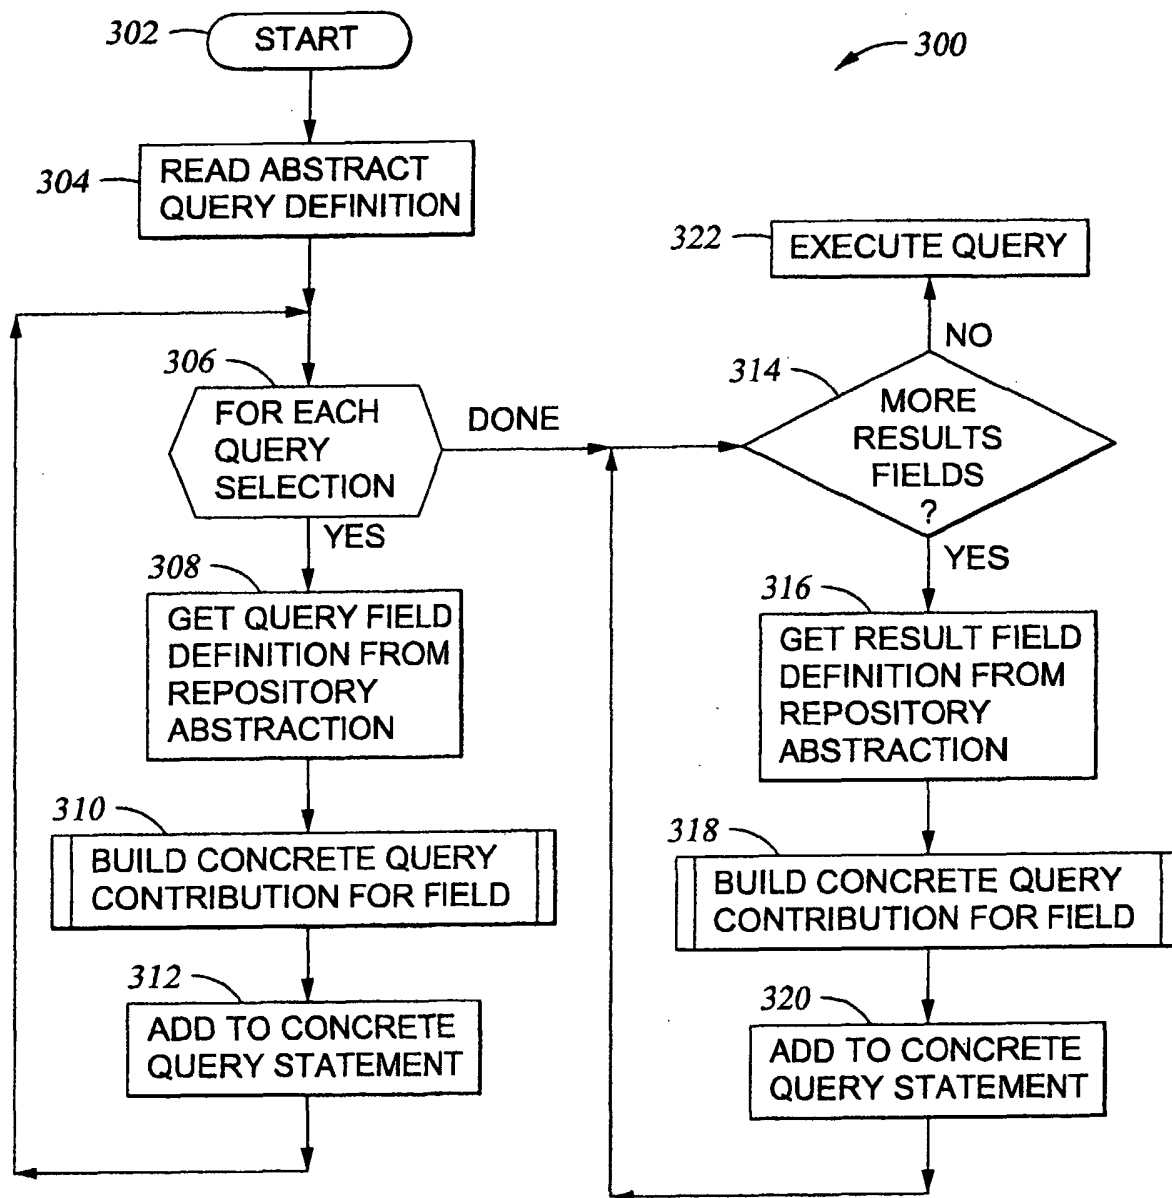 302
START
300
304
READ ABSTRACT
QUERY DEFINITION
306
FOR EACH
QUERY
SELECTION
DONE
YES
308
GET QUERY FIELD
DEFINITION FROM
REPOSITORY
ABSTRACTION
310
BUILD CONCRETE QUERY
CONTRIBUTION FOR FIELD
312
ADD TO CONCRETE
QUERY STATEMENT
322
EXECUTE QUERY
NO
314
MORE
RESULTS
FIELDS
?
YES
316
GET RESULT FIELD
DEFINITION FROM
REPOSITORY
ABSTRACTION
318
BUILD CONCRETE QUERY
CONTRIBUTION FOR FIELD
320
ADD TO CONCRETE
QUERY STATEMENT